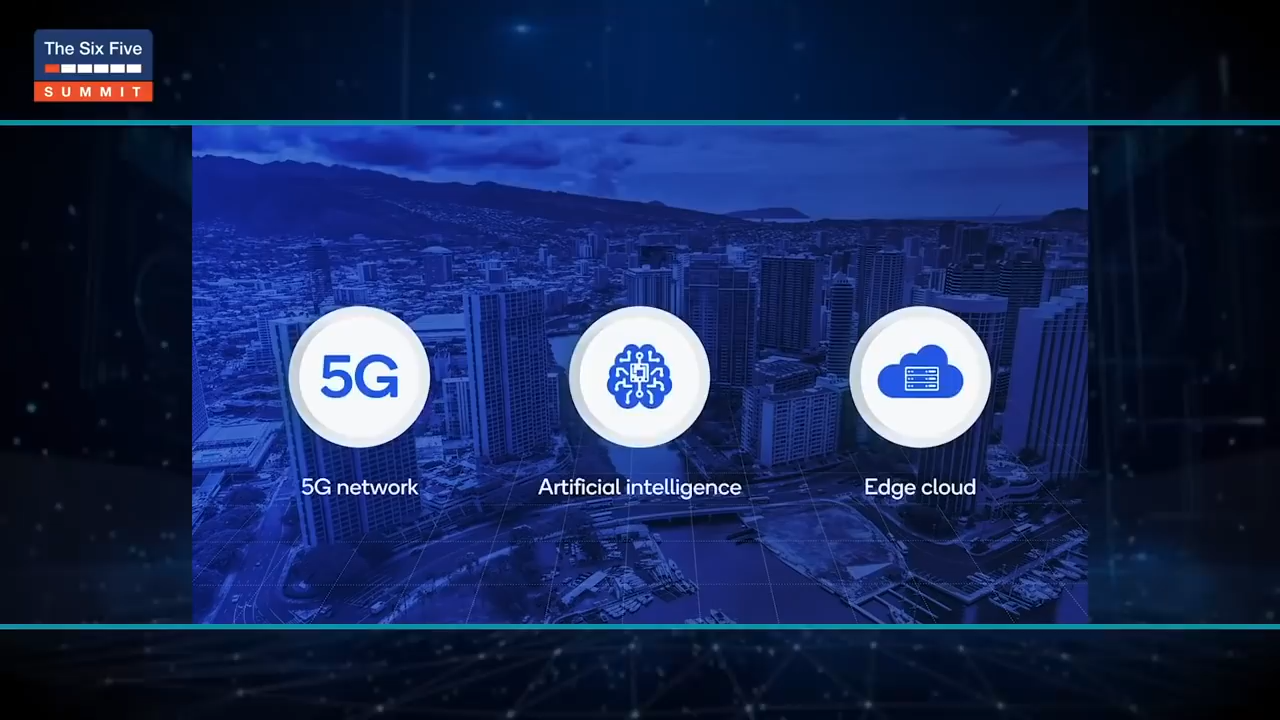 The Six Five
SUMMIT
5G
5G network
Artificial intelligence
Edge cloud